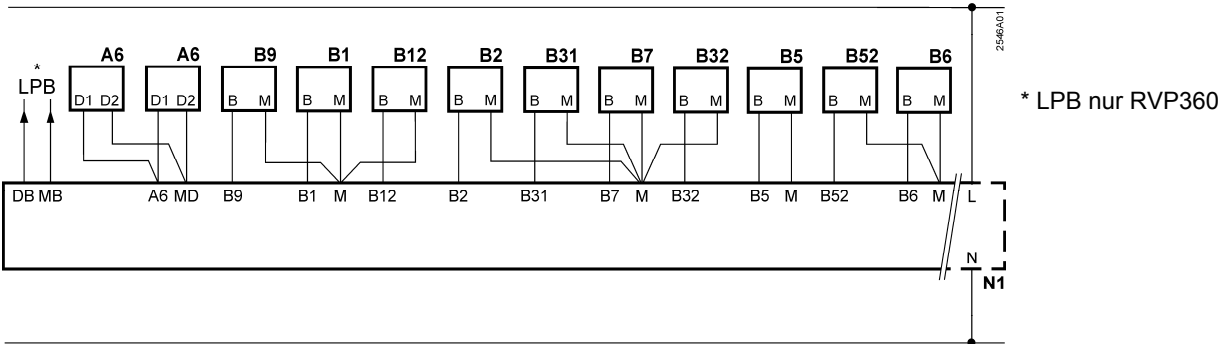 2546A01
A6 A6 B9 B1 B12 B2 B31 B7 B32 B5 B52 B6
*
LPB
D1 D2 D1 D2 B M B M B M B M B M B M B M B M B M B M
* LPB nur RVP360
DB MB A6 MD B9 B1 M B12 B2 B31 B7 M B32 B5 M B52 B6 M L
N
N1